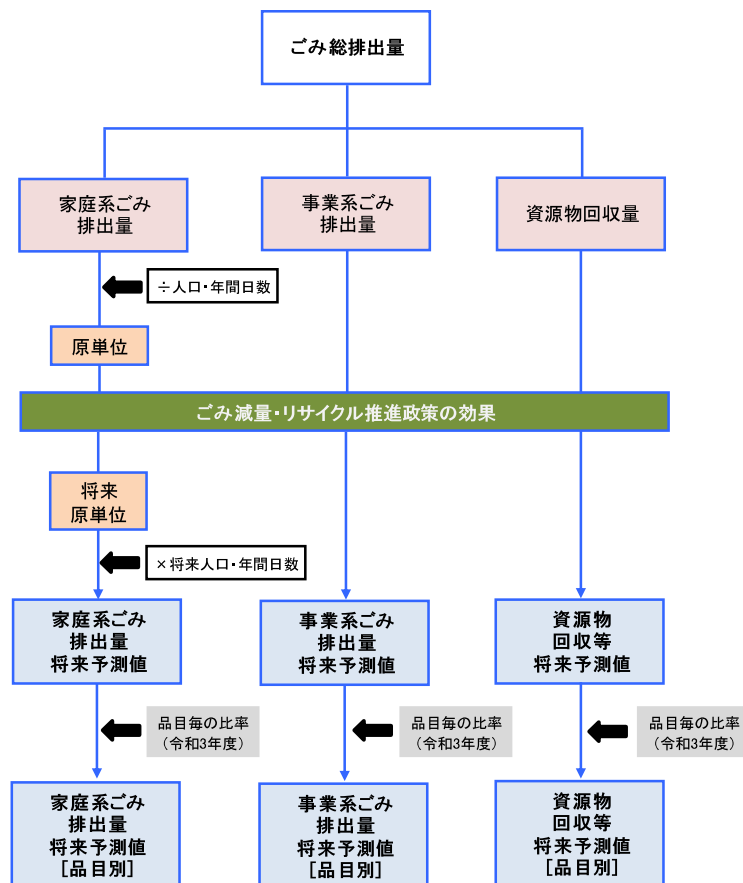 ごみ総排出量
家庭系ごみ
排出量
事業系ごみ
排出量
資源物回収量
÷人口・年間日数
原単位
ごみ減量・リサイクル推進政策の効果
将来
原単位
×将来人口・年間日数
家庭系ごみ
排出量
将来予測値
事業系ごみ
排出量
将来予測値
資源物
回収等
将来予測値
品目毎の比率
（令和3年度）
品目毎の比率
（令和3年度）
品目毎の比率
（令和3年度）
家庭系ごみ
排出量
将来予測値
[品目別]
事業系ごみ
排出量
将来予測値
[品目別]
資源物
回収等
将来予測値
[品目別]